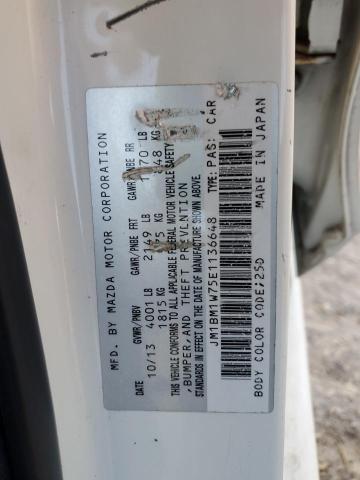 MFD. BY MAZDA MOTOR CORPORATION
DATE GVWR/PNBV GAWR/PNBE FRT GAWR/PNBE RR
10/13 4001 LB 2149 LB LB
1815 KG KG 848 KG
THIS VEHICLE CONFORMS TO ALL APPLICABLE FEDERAL MOTOR VEHICLE SAFETY
,BUMPER,AND THEFT PREVENTION
STANDARDS IN EFFECT ON THE DATE OF MANUFACTURE SHOWN ABOVE.
JM1BM1W75E1136648 TYPE: PAS: CAR
BODY COLOR CODE:25D MADE IN JAPAN